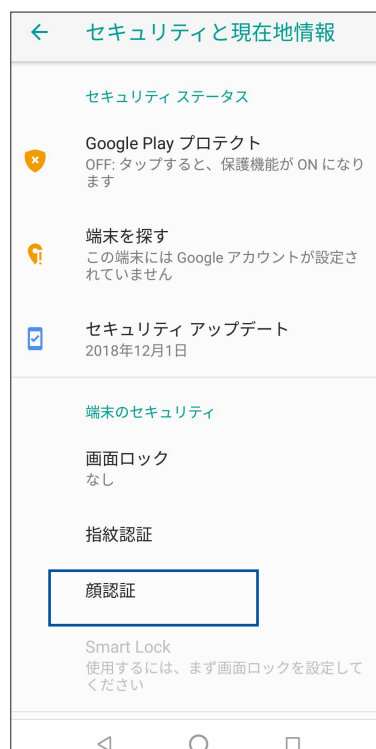 セキュリティと現在地情報
セキュリティ ステータス
Google Play プロテクト
OFF: タップすると、保護機能が ON になり
ます
端末を探す
この端末には Google アカウントが設定さ
れていません
セキュリティ アップデート
2018年12月1日
端末のセキュリティ
画面ロック
なし
指紋認証
顔認証
Smart Lock
使用するには、まず画面ロックを設定して
ください